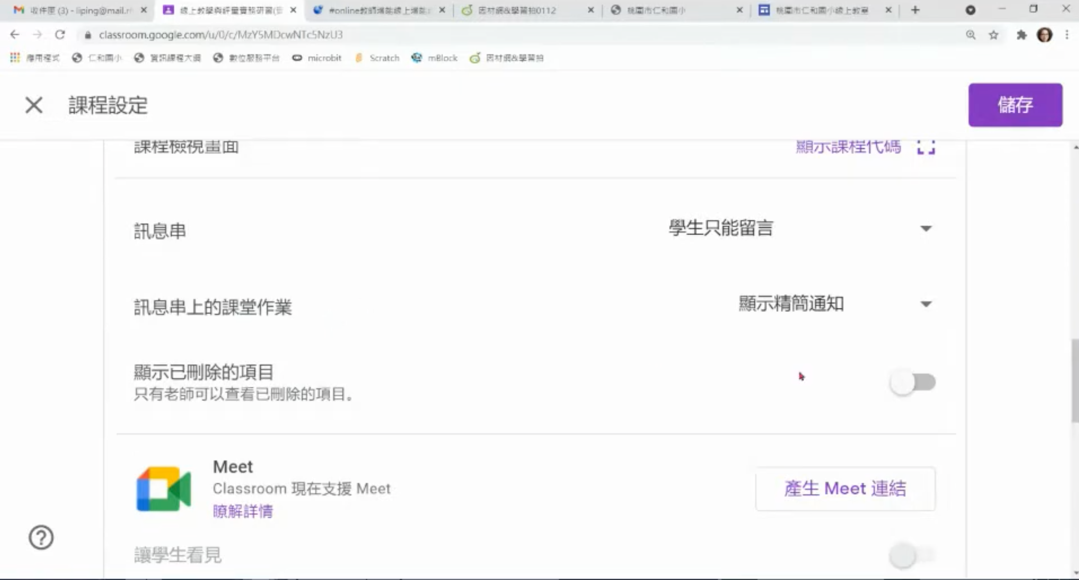 收件匣 (3) - liping@mail.r
線上教學與評量實務研習(百
#online教師增能線上增能
因材網&學習拍0112
桃園市仁和國小
桃園市仁和國小線上教室
classroom.google.com/u/0/c/MzY5MDcwNTc5NzU3
應用程式
仁和國小
資訊課程大綱
數位服務平台
microbit
Scratch
mBlock
因材網&學習拍
課程設定
儲存
課程檢視畫面
顯示課程代碼
訊息串
學生只能留言
訊息串上的課堂作業
顯示精簡通知
顯示已刪除的項目
只有老師可以查看已刪除的項目。
Meet
Classroom 現在支援 Meet
瞭解詳情
產生 Meet 連結
讓學生看見